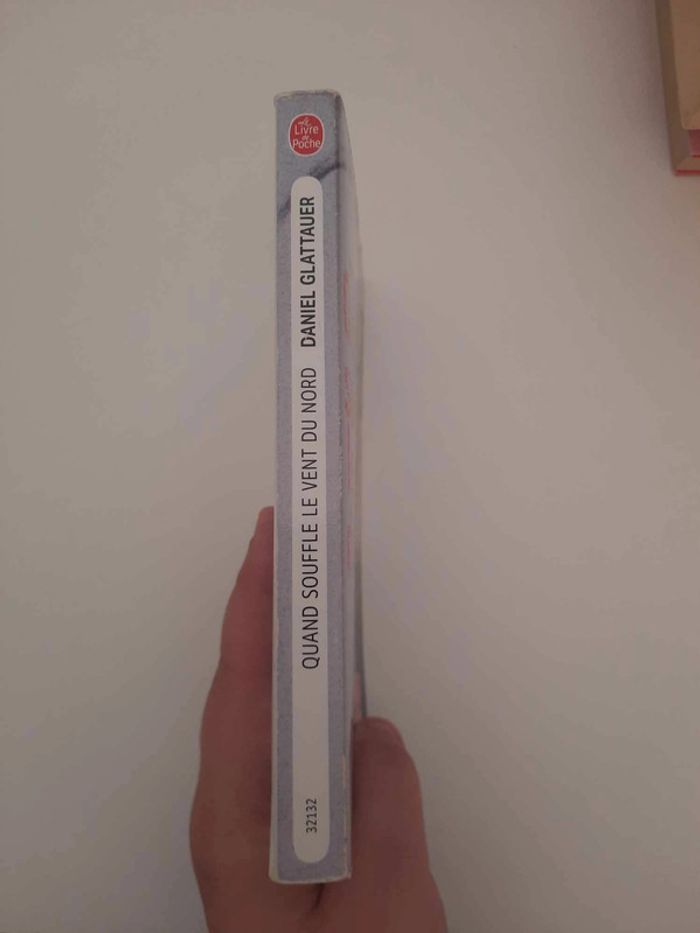 Le
Livre
de
Poche
QUAND SOUFFLE LE VENT DU NORD DANIEL GLATTAUER
32132